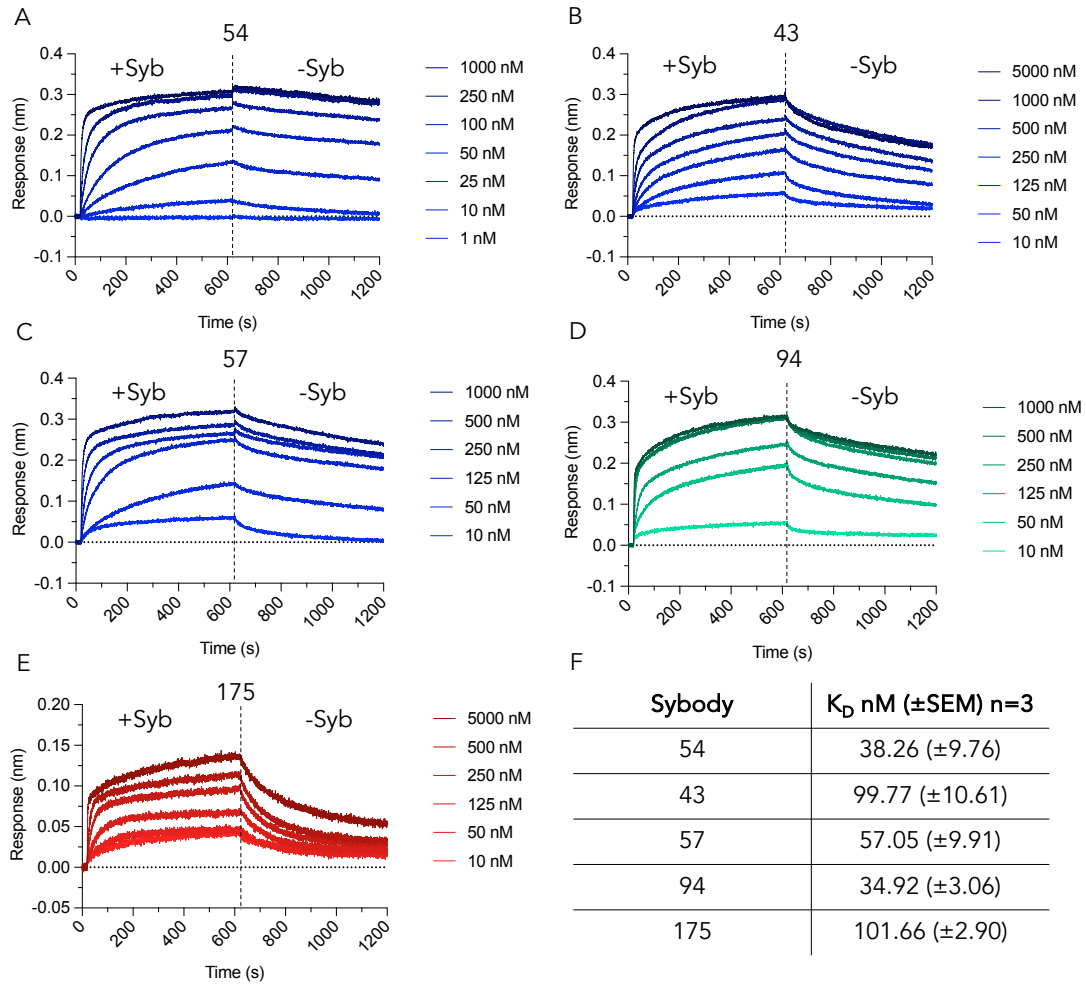 A
54
+Syb
-Syb
0.4
0.3
0.2
0.1
0.0
-0.1
Response (nm)
0
200
400
600
800
1000
1200
Time (s)
1000 nM
250 nM
100 nM
50 nM
25 nM
10 nM
1 nM
B
43
+Syb
-Syb
0.4
0.3
0.2
0.1
0.0
-0.1
Response (nm)
0
200
400
600
800
1000
1200
Time (s)
5000 nM
1000 nM
500 nM
250 nM
125 nM
50 nM
10 nM
C
57
+Syb
-Syb
0.4
0.3
0.2
0.1
0.0
-0.1
Response (nm)
0
200
400
600
800
1000
1200
Time (s)
1000 nM
500 nM
250 nM
125 nM
50 nM
10 nM
D
94
+Syb
-Syb
0.4
0.3
0.2
0.1
0.0
-0.1
Response (nm)
0
200
400
600
800
1000
1200
Time (s)
1000 nM
500 nM
250 nM
125 nM
50 nM
10 nM
E
175
+Syb
-Syb
0.20
0.15
0.10
0.05
0.00
-0.05
Response (nm)
0
200
400
600
800
1000
1200
Time (s)
5000 nM
500 nM
250 nM
125 nM
50 nM
10 nM
F
Sybody KD nM (±SEM) n=3
54 38.26 (±9.76)
43 99.77 (±10.61)
57 57.05 (±9.91)
94 34.92 (±3.06)
175 101.66 (±2.90)